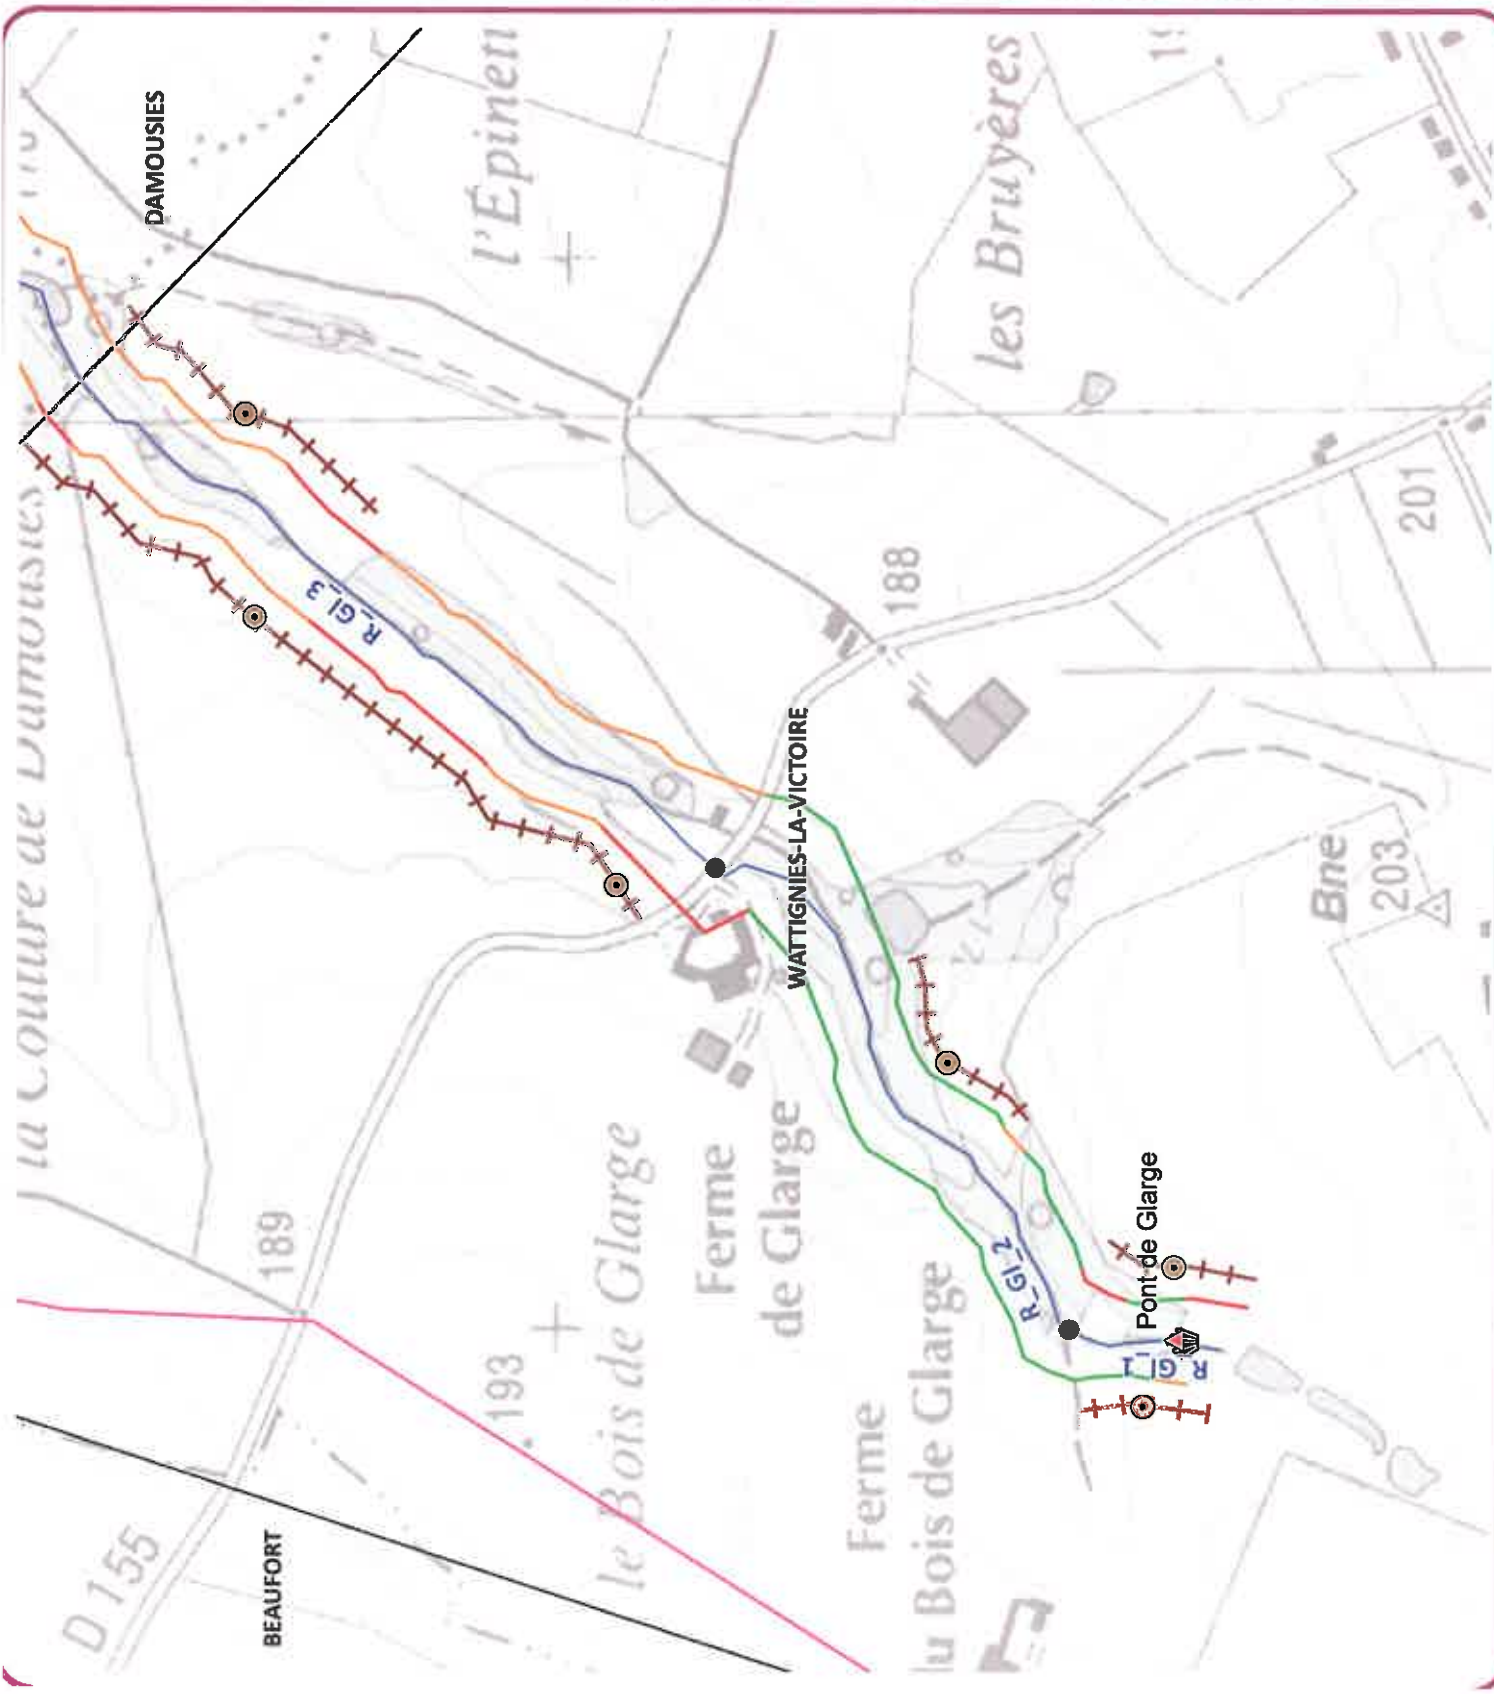 DAMOUSIES
l'Épinett
les Bruyères
la Couture de Damousies
R_Gl_3
188
201
WATTIGNIES-LA-VICTOIRE
Bne
203
189
le Bois de Glarge
Ferme
de Glarge
193
R_Gl_2
Pont de Glarge
R_Gl_1
Ferme
du Bois de Glarge
D 155
BEAUFORT